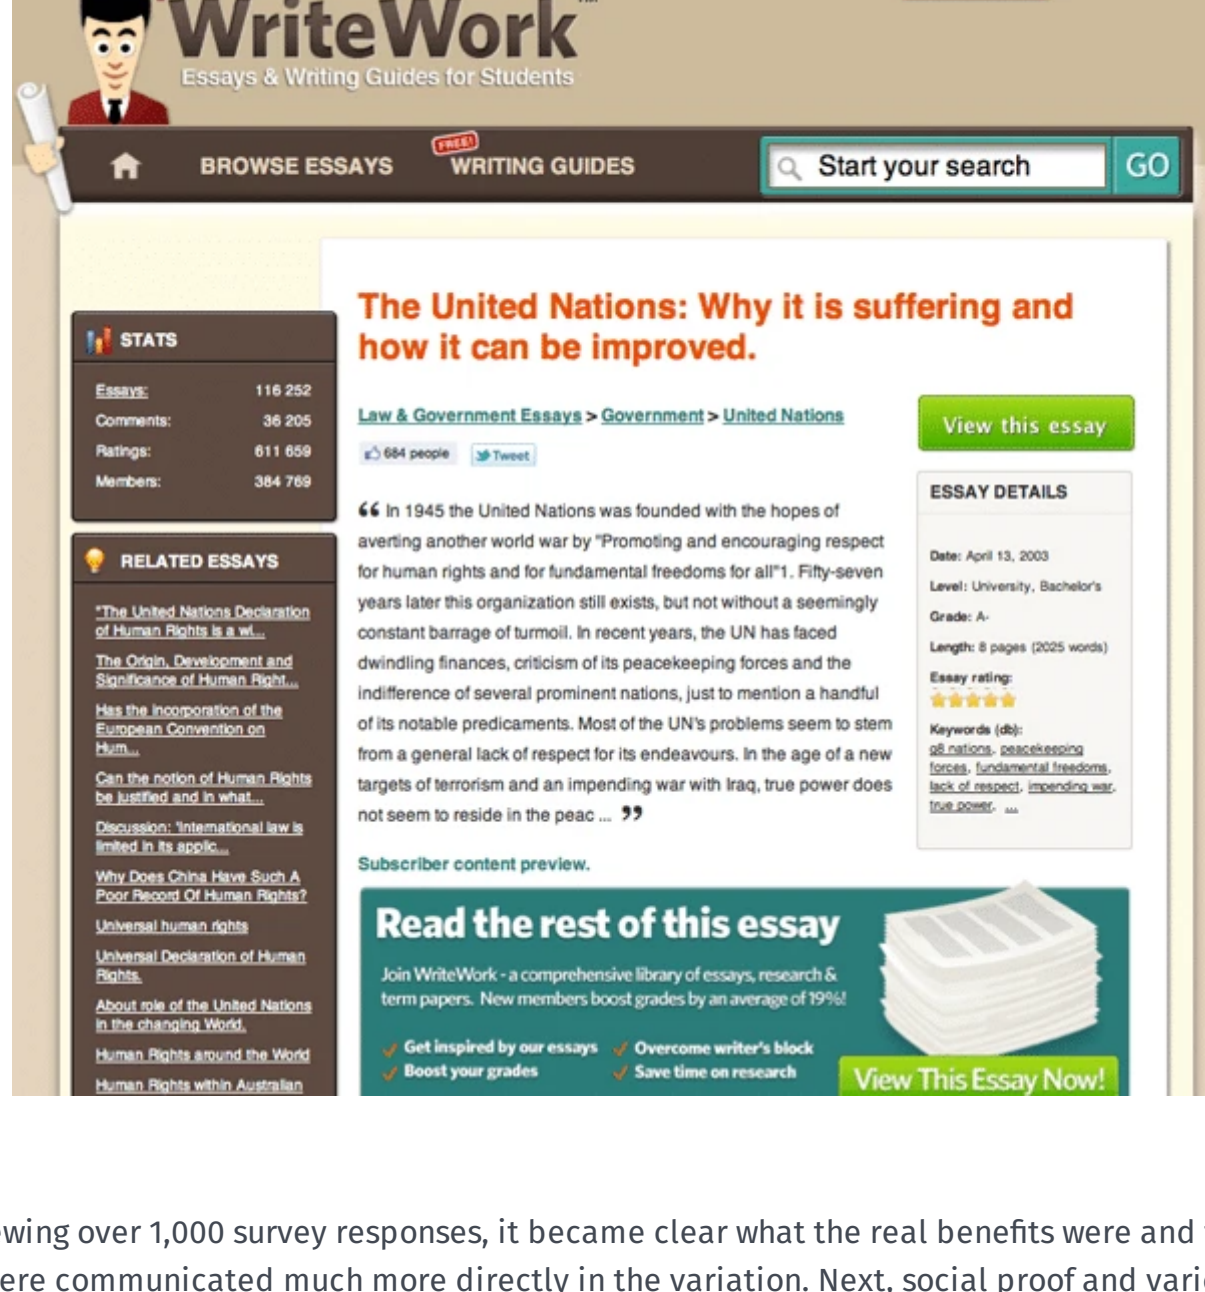 WriteWork
Essays & Writing Guides for Students
BROWSE ESSAYS
FREE!
WRITING GUIDES
Start your search
GO
The United Nations: Why it is suffering and
how it can be improved.
STATS
Essays: 116 252
Comments: 36 205
Ratings: 611 659
Members: 384 769
Law & Government Essays > Government > United Nations
684 people
Tweet
View this essay
“ In 1945 the United Nations was founded with the hopes of
averting another world war by "Promoting and encouraging respect
for human rights and for fundamental freedoms for all"1. Fifty-seven
years later this organization still exists, but not without a seemingly
constant barrage of turmoil. In recent years, the UN has faced
dwindling finances, criticism of its peacekeeping forces and the
indifference of several prominent nations, just to mention a handful
of its notable predicaments. Most of the UN's problems seem to stem
from a general lack of respect for its endeavours. In the age of a new
targets of terrorism and an impending war with Iraq, true power does
not seem to reside in the peac ... ”
Subscriber content preview.
ESSAY DETAILS
Date: April 13, 2003
Level: University, Bachelor's
Grade: A-
Length: 8 pages (2025 words)
Essay rating:
Keywords (db):
g8 nations, peacekeeping
forces, fundamental freedoms,
lack of respect, impending war,
true power, ...
RELATED ESSAYS
"The United Nations Declaration
of Human Rights is a wi...
The Origin, Development and
Significance of Human Right...
Has the incorporation of the
European Convention on
Hum...
Can the notion of Human Rights
be justified and in what...
Discussion: 'International law is
limited in its applic...
Why Does China Have Such A
Poor Record Of Human Rights?
Universal human rights
Universal Declaration of Human
Rights.
About role of the United Nations
in the changing World.
Human Rights around the World
Human Rights within Australian
Read the rest of this essay
Join WriteWork - a comprehensive library of essays, research &
term papers. New members boost grades by an average of 19%!
Get inspired by our essays
Overcome writer's block
Boost your grades
Save time on research
View This Essay Now!
ewing over 1,000 survey responses, it became clear what the real benefits were and
ere communicated much more directly in the variation. Next, social proof and vari